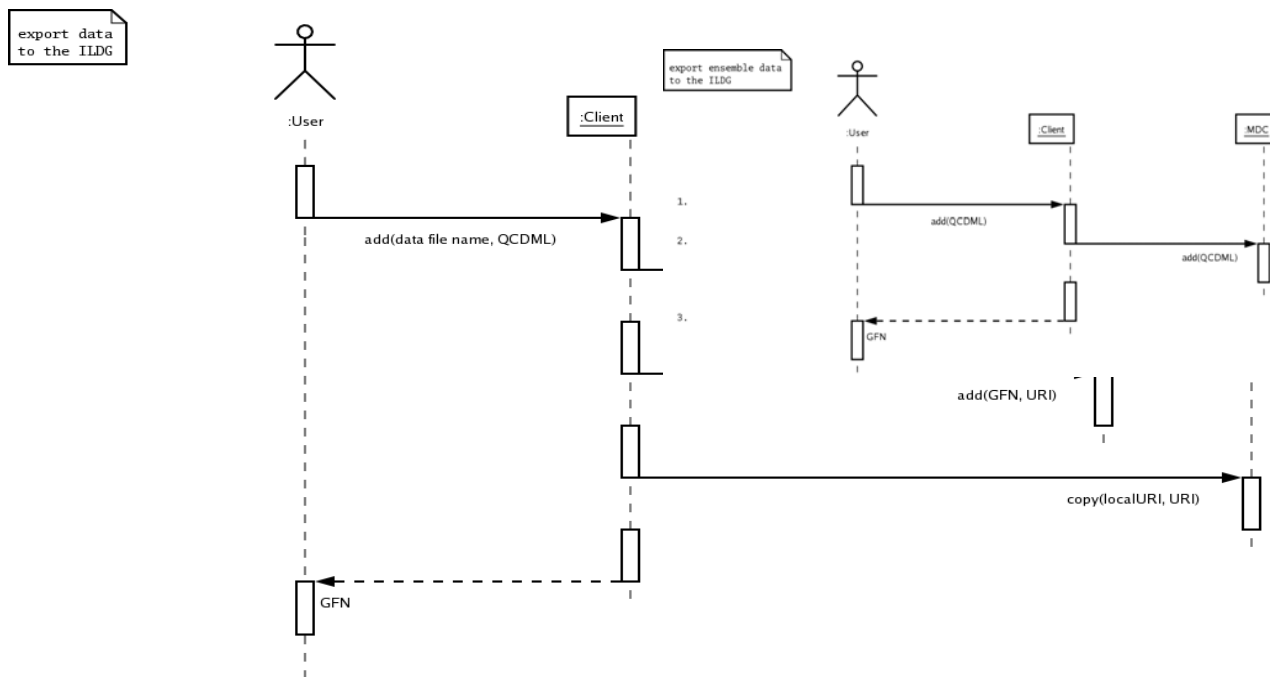 export data
to the ILDG
:User
:Client
add(data file name, QCDML)
export ensemble data
to the ILDG
:User
:Client
:MDC
1.
add(QCDML)
2.
add(QCDML)
3.
GFN
add(GFN, URI)
copy(localURI, URI)
GFN